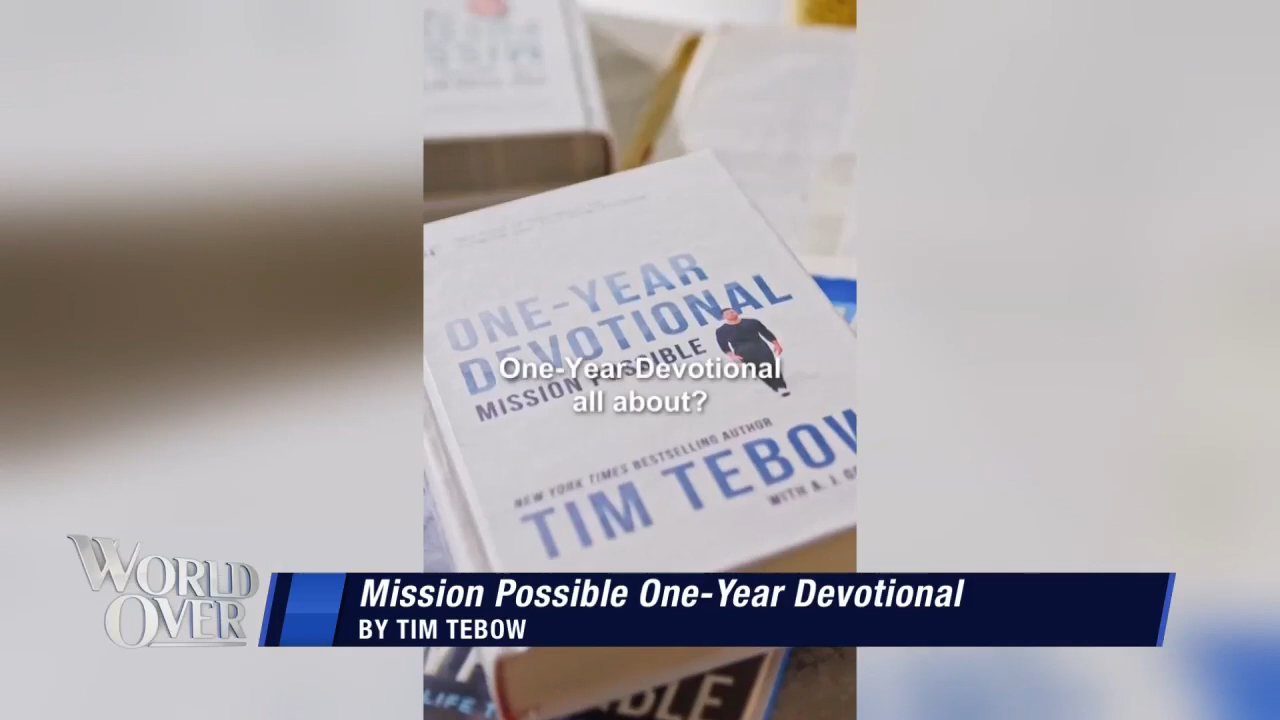 ONE-YEAR
DEVOTIONAL
MISSION POSSIBLE
One-Year Devotional
all about?
NEW YORK TIMES BESTSELLING AUTHOR
TIM TEBOW
WITH A. J.
WORLD
OVER
Mission Possible One-Year Devotional
BY TIM TEBOW
LIFE